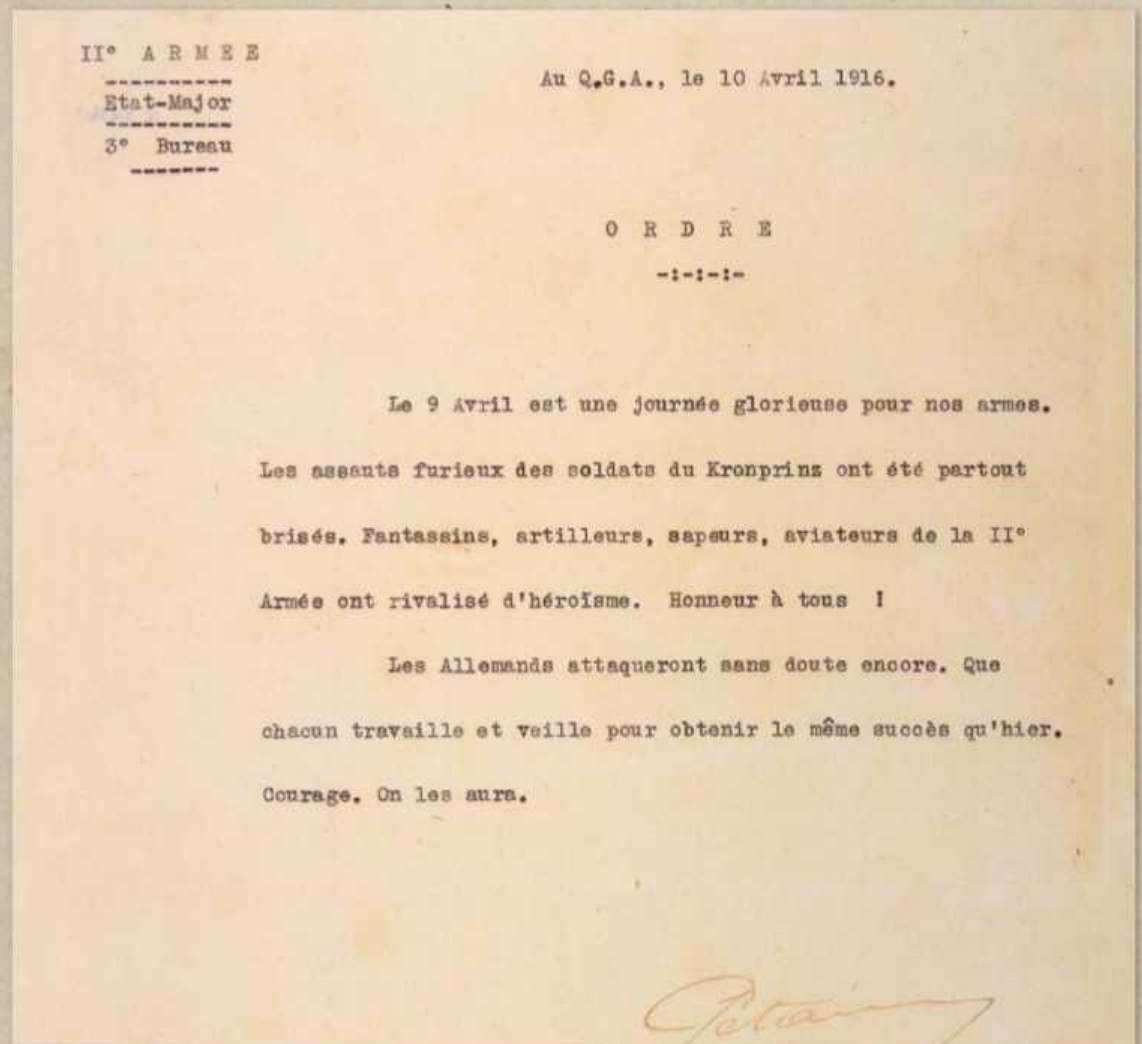 II° ARMEE
----------
Etat-Major
----------
3° Bureau
-------
Au Q.G.A., le 10 Avril 1916.
ORDRE
-:-:-:-
Le 9 Avril est une journée glorieuse pour nos armes.
Les assauts furieux des soldats du Kronprinz ont été partout
brisés. Fantassins, artilleurs, sapeurs, aviateurs de la II°
Armée ont rivalisé d'héroïsme. Honneur à tous !
Les Allemands attaqueront sans doute encore. Que
chacun travaille et veille pour obtenir le même succès qu'hier.
Courage. On les aura.
Pétain